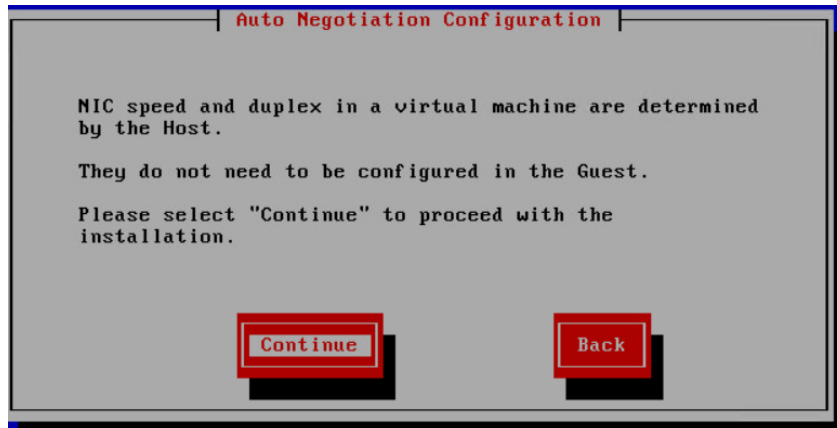 Auto Negotiation Configuration
NIC speed and duplex in a virtual machine are determined
by the Host.
They do not need to be configured in the Guest.
Please select "Continue" to proceed with the
installation.
Continue
Back